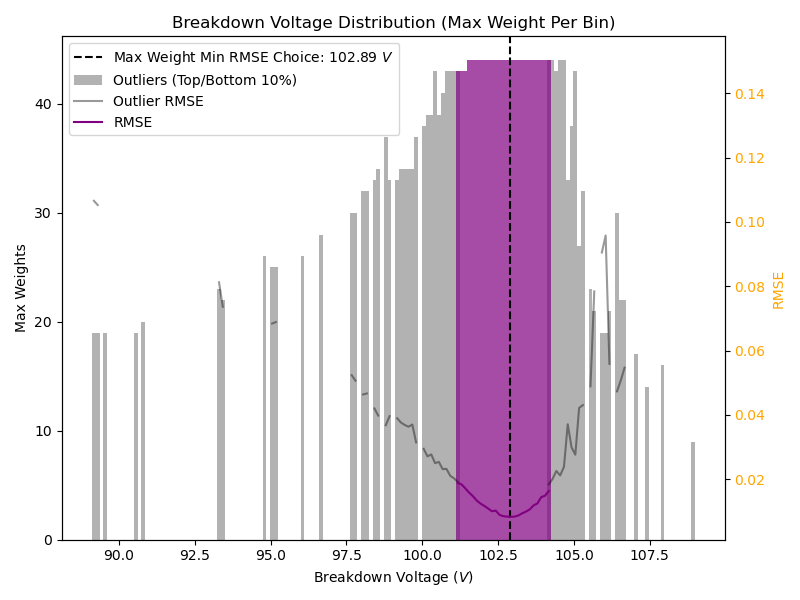 Breakdown Voltage Distribution (Max Weight Per Bin)
Max Weight Min RMSE Choice: 102.89 V
Outliers (Top/Bottom 10%)
Outlier RMSE
RMSE
Max Weights
0
10
20
30
40
90.0 92.5 95.0 97.5 100.0 102.5 105.0 107.5
Breakdown Voltage (V)
0.14
0.12
0.10
0.08
0.06
0.04
0.02
RMSE